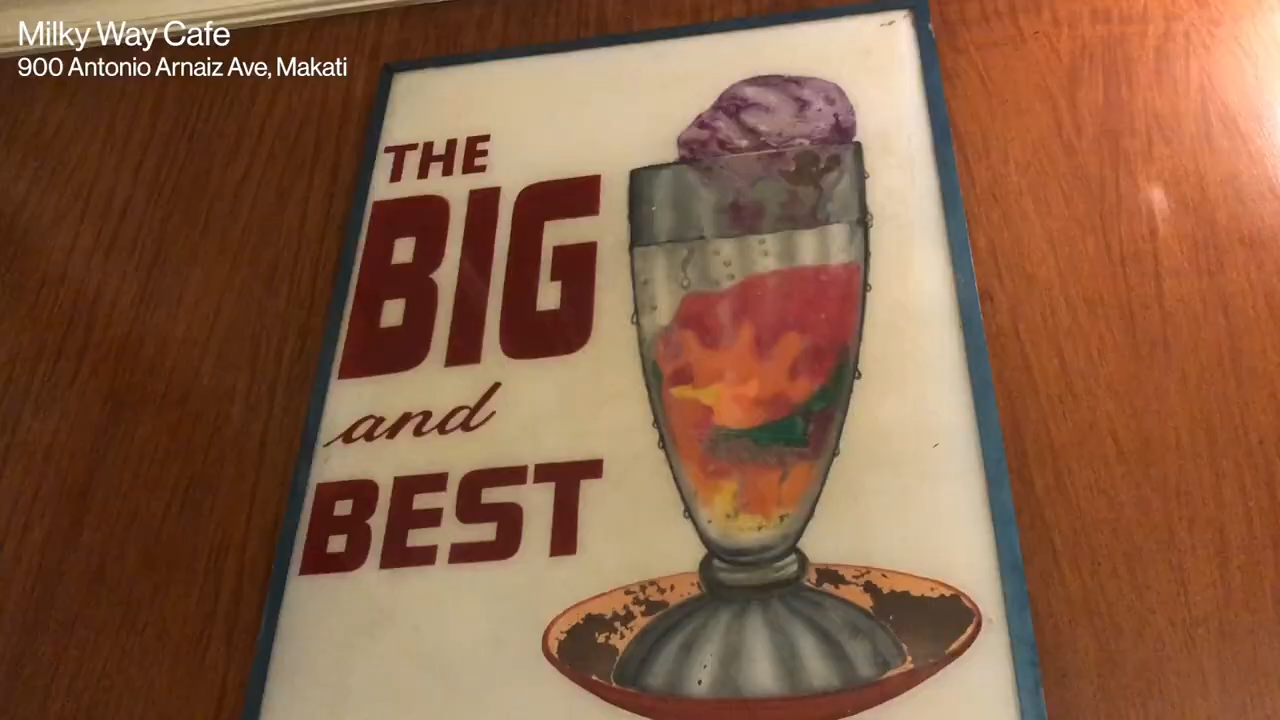 Milky Way Cafe
900 Antonio Arnaiz Ave, Makati
THE
BIG
and
BEST